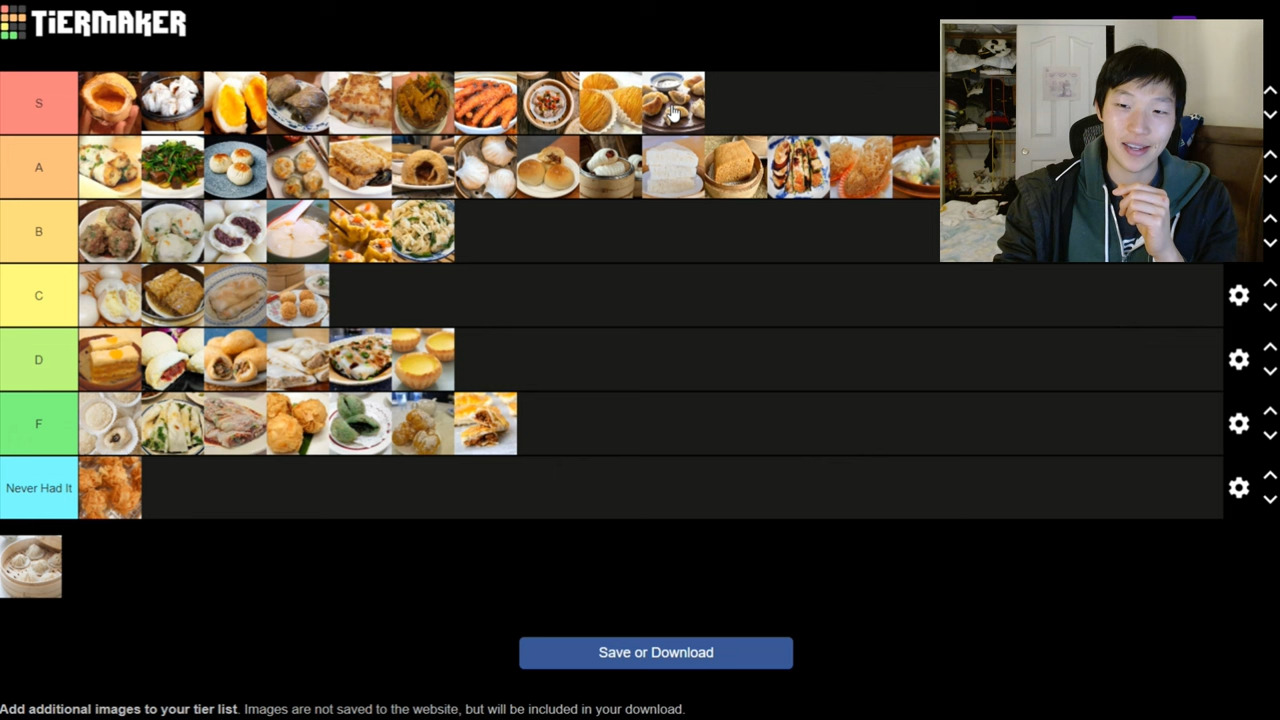 TiERMAKER
S
A
B
C
D
F
Never Had It
Save or Download
Add additional images to your tier list. Images are not saved to the website, but will be included in your download.